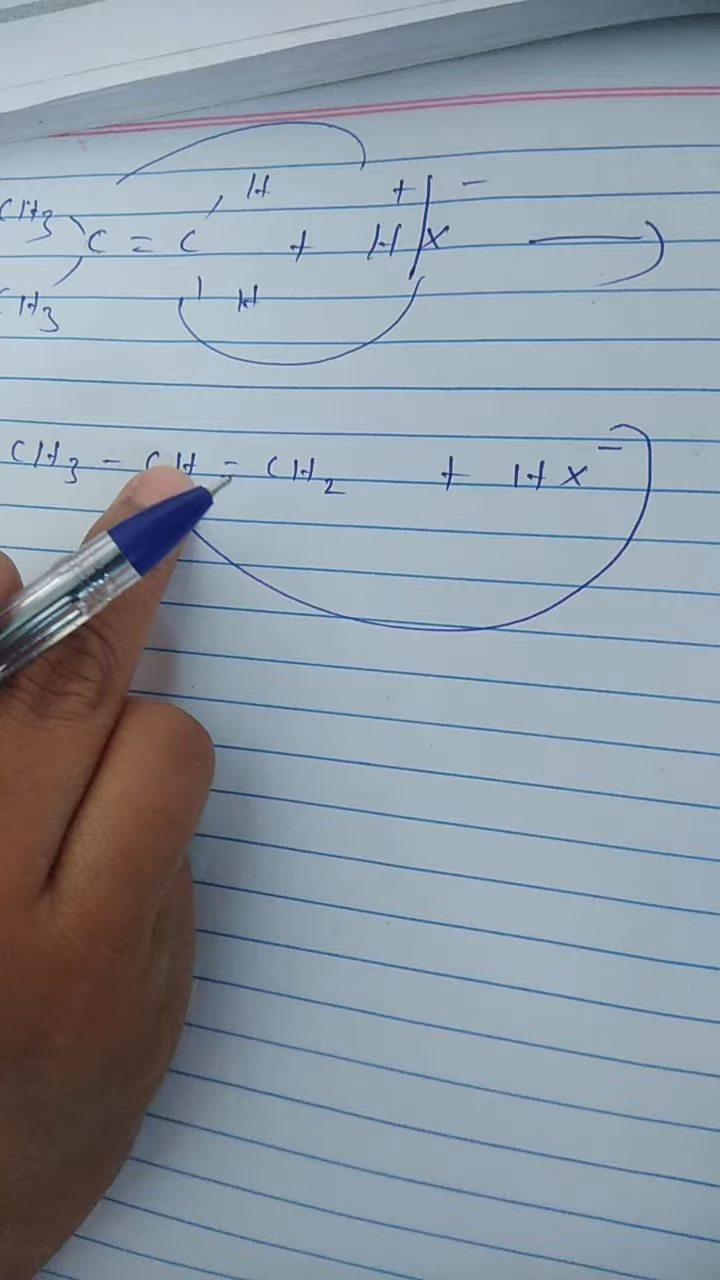 H + -
CH3 C = C + H X
CH3 H
CH3 - CH = CH2 + HX -